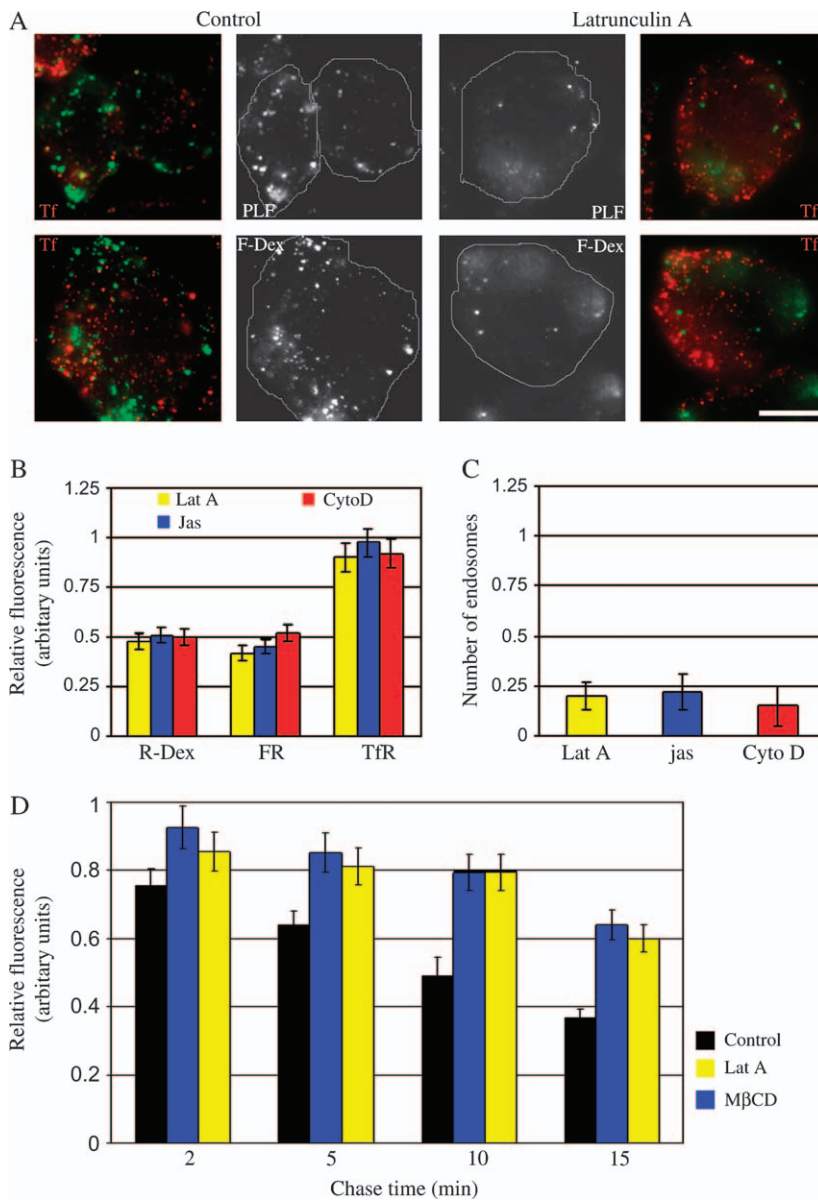 A
Control
Latrunculin A
Tf
PLF
PLF
Tf
Tf
F-Dex
F-Dex
Tf
B
Relative fluorescence
(arbitary units)
1.25
1
0.75
0.5
0.25
0
Lat A
CytoD
Jas
R-Dex
FR
TfR
C
Number of endosomes
1.25
1
0.75
0.5
0.25
0
Lat A
jas
Cyto D
D
Relative fluorescence
(arbitary units)
1
0.8
0.6
0.4
0.2
0
2
5
10
15
Chase time (min)
Control
Lat A
MβCD